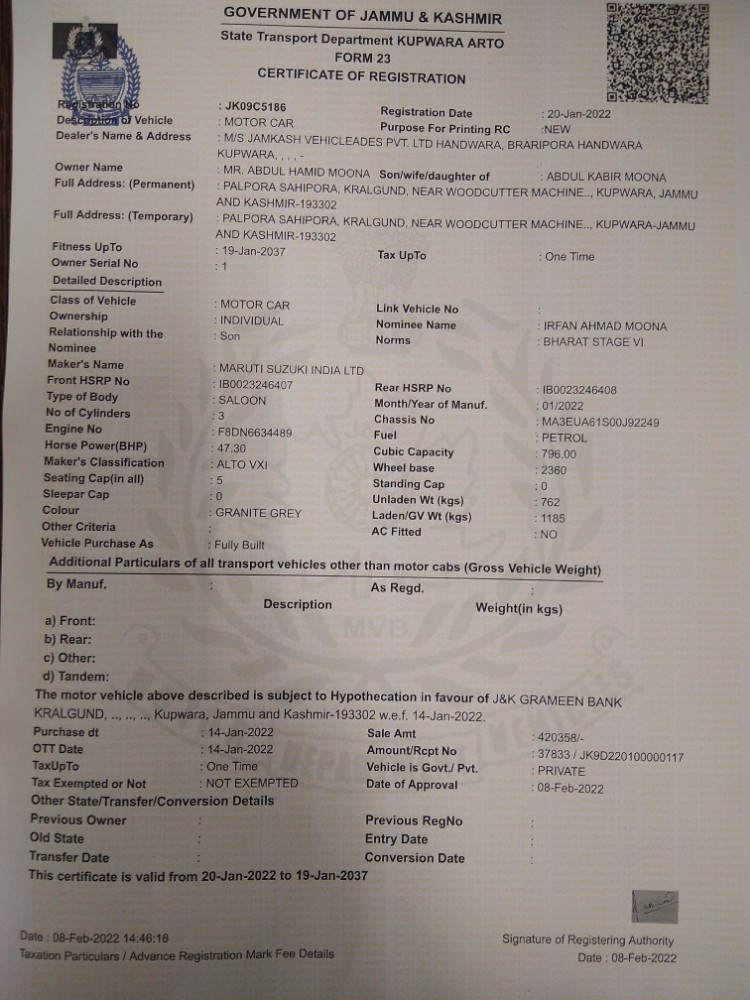 GOVERNMENT OF JAMMU & KASHMIR
State Transport Department KUPWARA ARTO
FORM 23
CERTIFICATE OF REGISTRATION
Registration No : JK09C5186 Registration Date : 20-Jan-2022
Description of Vehicle : MOTOR CAR Purpose For Printing RC :NEW
Dealer's Name & Address : M/S JAMKASH VEHICLEADES PVT. LTD HANDWARA, BRARIPORA HANDWARA
KUPWARA, , , , -
Owner Name : MR. ABDUL HAMID MOONA Son/wife/daughter of : ABDUL KABIR MOONA
Full Address: (Permanent) : PALPORA SAHIPORA, KRALGUND, NEAR WOODCUTTER MACHINE.., KUPWARA, JAMMU
AND KASHMIR-193302
Full Address: (Temporary) : PALPORA SAHIPORA, KRALGUND, NEAR WOODCUTTER MACHINE.., KUPWARA-JAMMU
AND KASHMIR-193302
Fitness UpTo : 19-Jan-2037 Tax UpTo : One Time
Owner Serial No : 1
Detailed Description
Class of Vehicle : MOTOR CAR Link Vehicle No :
Ownership : INDIVIDUAL Nominee Name : IRFAN AHMAD MOONA
Relationship with the : Son Norms : BHARAT STAGE VI
Nominee
Maker's Name : MARUTI SUZUKI INDIA LTD
Front HSRP No : IB0023246407 Rear HSRP No : IB0023246408
Type of Body : SALOON Month/Year of Manuf. : 01/2022
No of Cylinders : 3 Chassis No : MA3EUA61S00J92249
Engine No : F8DN6634489 Fuel : PETROL
Horse Power(BHP) : 47.30 Cubic Capacity : 796.00
Maker's Classification : ALTO VXI Wheel base : 2360
Seating Cap(in all) : 5 Standing Cap : 0
Sleepar Cap : 0 Unladen Wt (kgs) : 762
Colour : GRANITE GREY Laden/GV Wt (kgs) : 1185
Other Criteria : AC Fitted : NO
Vehicle Purchase As : Fully Built
Additional Particulars of all transport vehicles other than motor cabs (Gross Vehicle Weight)
By Manuf. : As Regd. :
Description Weight(in kgs)
a) Front:
b) Rear:
c) Other:
d) Tandem:
MVD
The motor vehicle above described is subject to Hypothecation in favour of J&K GRAMEEN BANK
KRALGUND, .., .., .., Kupwara, Jammu and Kashmir-193302 w.e.f. 14-Jan-2022.
Purchase dt : 14-Jan-2022 Sale Amt : 420358/-
OTT Date : 14-Jan-2022 Amount/Rcpt No : 37833 / JK9D220100000117
TaxUpTo : One Time Vehicle is Govt./ Pvt. : PRIVATE
Tax Exempted or Not : NOT EXEMPTED Date of Approval : 08-Feb-2022
Other State/Transfer/Conversion Details
Previous Owner : Previous RegNo :
Old State : Entry Date :
Transfer Date : Conversion Date :
This certificate is valid from 20-Jan-2022 to 19-Jan-2037
Date : 08-Feb-2022 14:46:18 Signature of Registering Authority
Taxation Particulars / Advance Registration Mark Fee Details Date : 08-Feb-2022